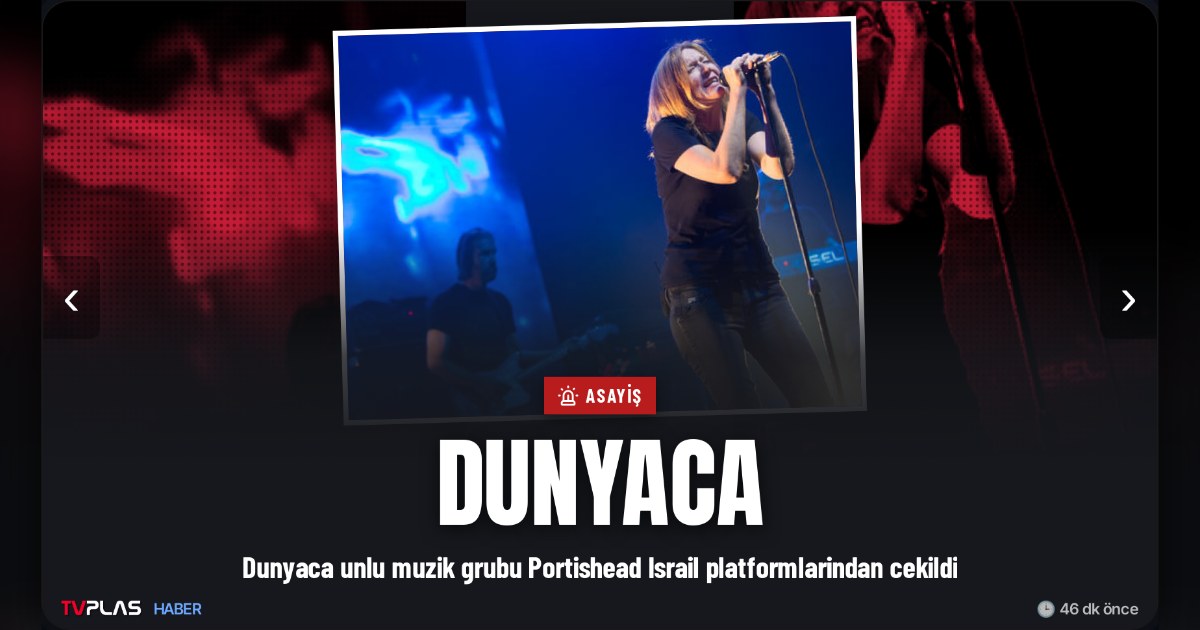 ASAYİŞ
DUNYACA
Dunyaca unlu muzik grubu Portishead Israil platformlarindan cekildi
TVPLAS HABER
46 dk önce